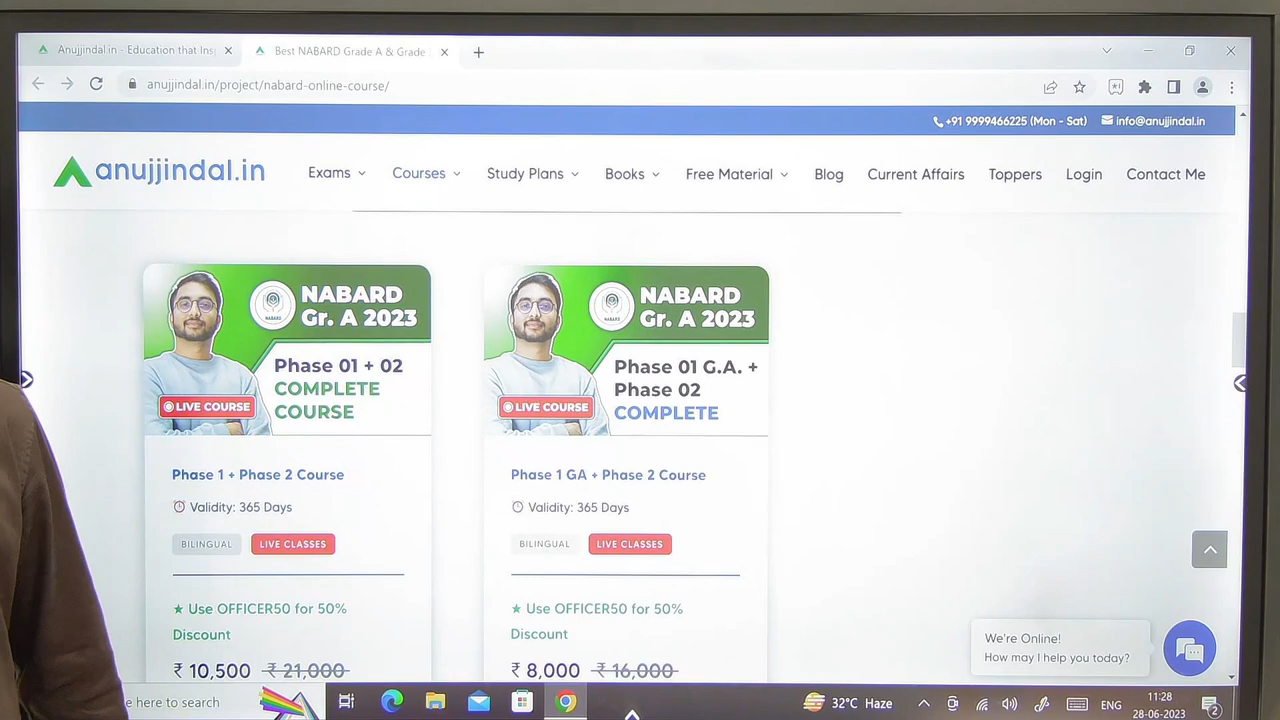 Anujjindal.in - Education that Ins
Best NABARD Grade A & Grade
anujjindal.in/project/nabard-online-course/
+91 9999466225 (Mon - Sat)
info@anujjindal.in
anujjindal.in
Exams
Courses
Study Plans
Books
Free Material
Blog
Current Affairs
Toppers
Login
Contact Me
NABARD
Gr. A 2023
NABARD
Phase 01 + 02
COMPLETE
COURSE
LIVE COURSE
NABARD
Gr. A 2023
NABARD
Phase 01 G.A. +
Phase 02
COMPLETE
LIVE COURSE
Phase 1 + Phase 2 Course
Validity: 365 Days
BILINGUAL
LIVE CLASSES
★ Use OFFICER50 for 50%
Discount
₹ 10,500 ₹ 21,000
Phase 1 GA + Phase 2 Course
Validity: 365 Days
BILINGUAL
LIVE CLASSES
★ Use OFFICER50 for 50%
Discount
₹ 8,000 ₹ 16,000
We're Online!
How may I help you today?
e here to search
32°C Haze
ENG
11:28
28-06-2023
2